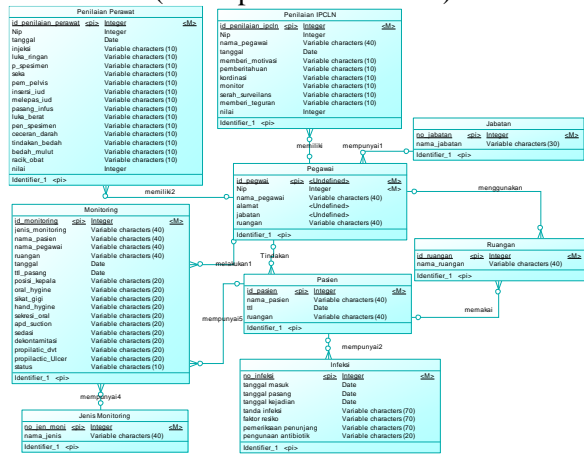 Penilaian Perawat
id_penilaian_perawat <pi> Integer <M>
Nip Integer
tanggal Date
injeksi Variable characters (10)
luka_ringan Variable characters (10)
p_spesimen Variable characters (10)
seka Variable characters (10)
pem_pelvis Variable characters (10)
insersi_iud Variable characters (10)
melepas_iud Variable characters (10)
pasang_infus Variable characters (10)
luka_berat Variable characters (10)
pen_spesimen Variable characters (10)
ceceran_darah Variable characters (10)
tindakan_bedah Variable characters (10)
bedah_mulut Variable characters (10)
racik_obat Variable characters (10)
nilai Integer
Identifier_1 <pi>
Penilaian IPCLN
id_penilaian_ipcln <pi> Integer <M>
Nip Integer
nama_pegawai Variable characters (40)
tanggal Date
memberi_motivasi Variable characters (10)
pemberitahuan Variable characters (10)
kordinasi Variable characters (10)
monitor Variable characters (10)
serah_surveilans Variable characters (10)
memberi_teguran Variable characters (10)
nilai Integer
Identifier_1 <pi>
Jabatan
no_jabatan <pi> Integer <M>
nama_jabatan Variable characters (30)
Identifier_1 <pi>
memiliki
mempunyai1
memiliki2
menggunakan
Pegawai
id_pegwai <pi> <Undefined> <M>
Nip Integer <M>
nama_pegawai Variable characters (40)
alamat <Undefined>
jabatan <Undefined>
ruangan Variable characters (40)
Identifier_1 <pi>
Monitoring
id_monitoring <pi> Integer <M>
jenis_monitoring Variable characters (40)
nama_pasien Variable characters (40)
nama_pegawai Variable characters (40)
ruangan Variable characters (40)
tanggal Date
ttl_pasang Date
posisi_kepala Variable characters (20)
oral_hygine Variable characters (20)
sikat_gigi Variable characters (20)
hand_hygine Variable characters (20)
sekresi_oral Variable characters (20)
apd_suction Variable characters (20)
sedasi Variable characters (20)
dekontamitasi Variable characters (20)
propilatic_dvt Variable characters (20)
propilactic_Ulcer Variable characters (20)
status Variable characters (10)
Identifier_1 <pi>
melakukan1
Tindakan
Ruangan
id_ruangan <pi> Integer <M>
nama_ruangan Variable characters (40)
Identifier_1 <pi>
Pasien
id_pasien <pi> Integer <M>
nama_pasien Variable characters (40)
ttl Date
ruangan Variable characters (40)
Identifier_1 <pi>
memakai
mempunyai5
mempunyai2
Infeksi
no_infeksi <pi> Integer <M>
tanggal masuk Date
tanggal pasang Date
tanggal kejadian Date
tanda infeksi Variable characters (70)
faktor resiko Variable characters (70)
pemeriksaan penunjang Variable characters (70)
pengunaan antibiotik Variable characters (20)
Identifier_1 <pi>
mempunyai4
Jenis Monitoring
no_jen_moni <pi> Integer <M>
nama_jenis Variable characters (40)
Identifier_1 <pi>